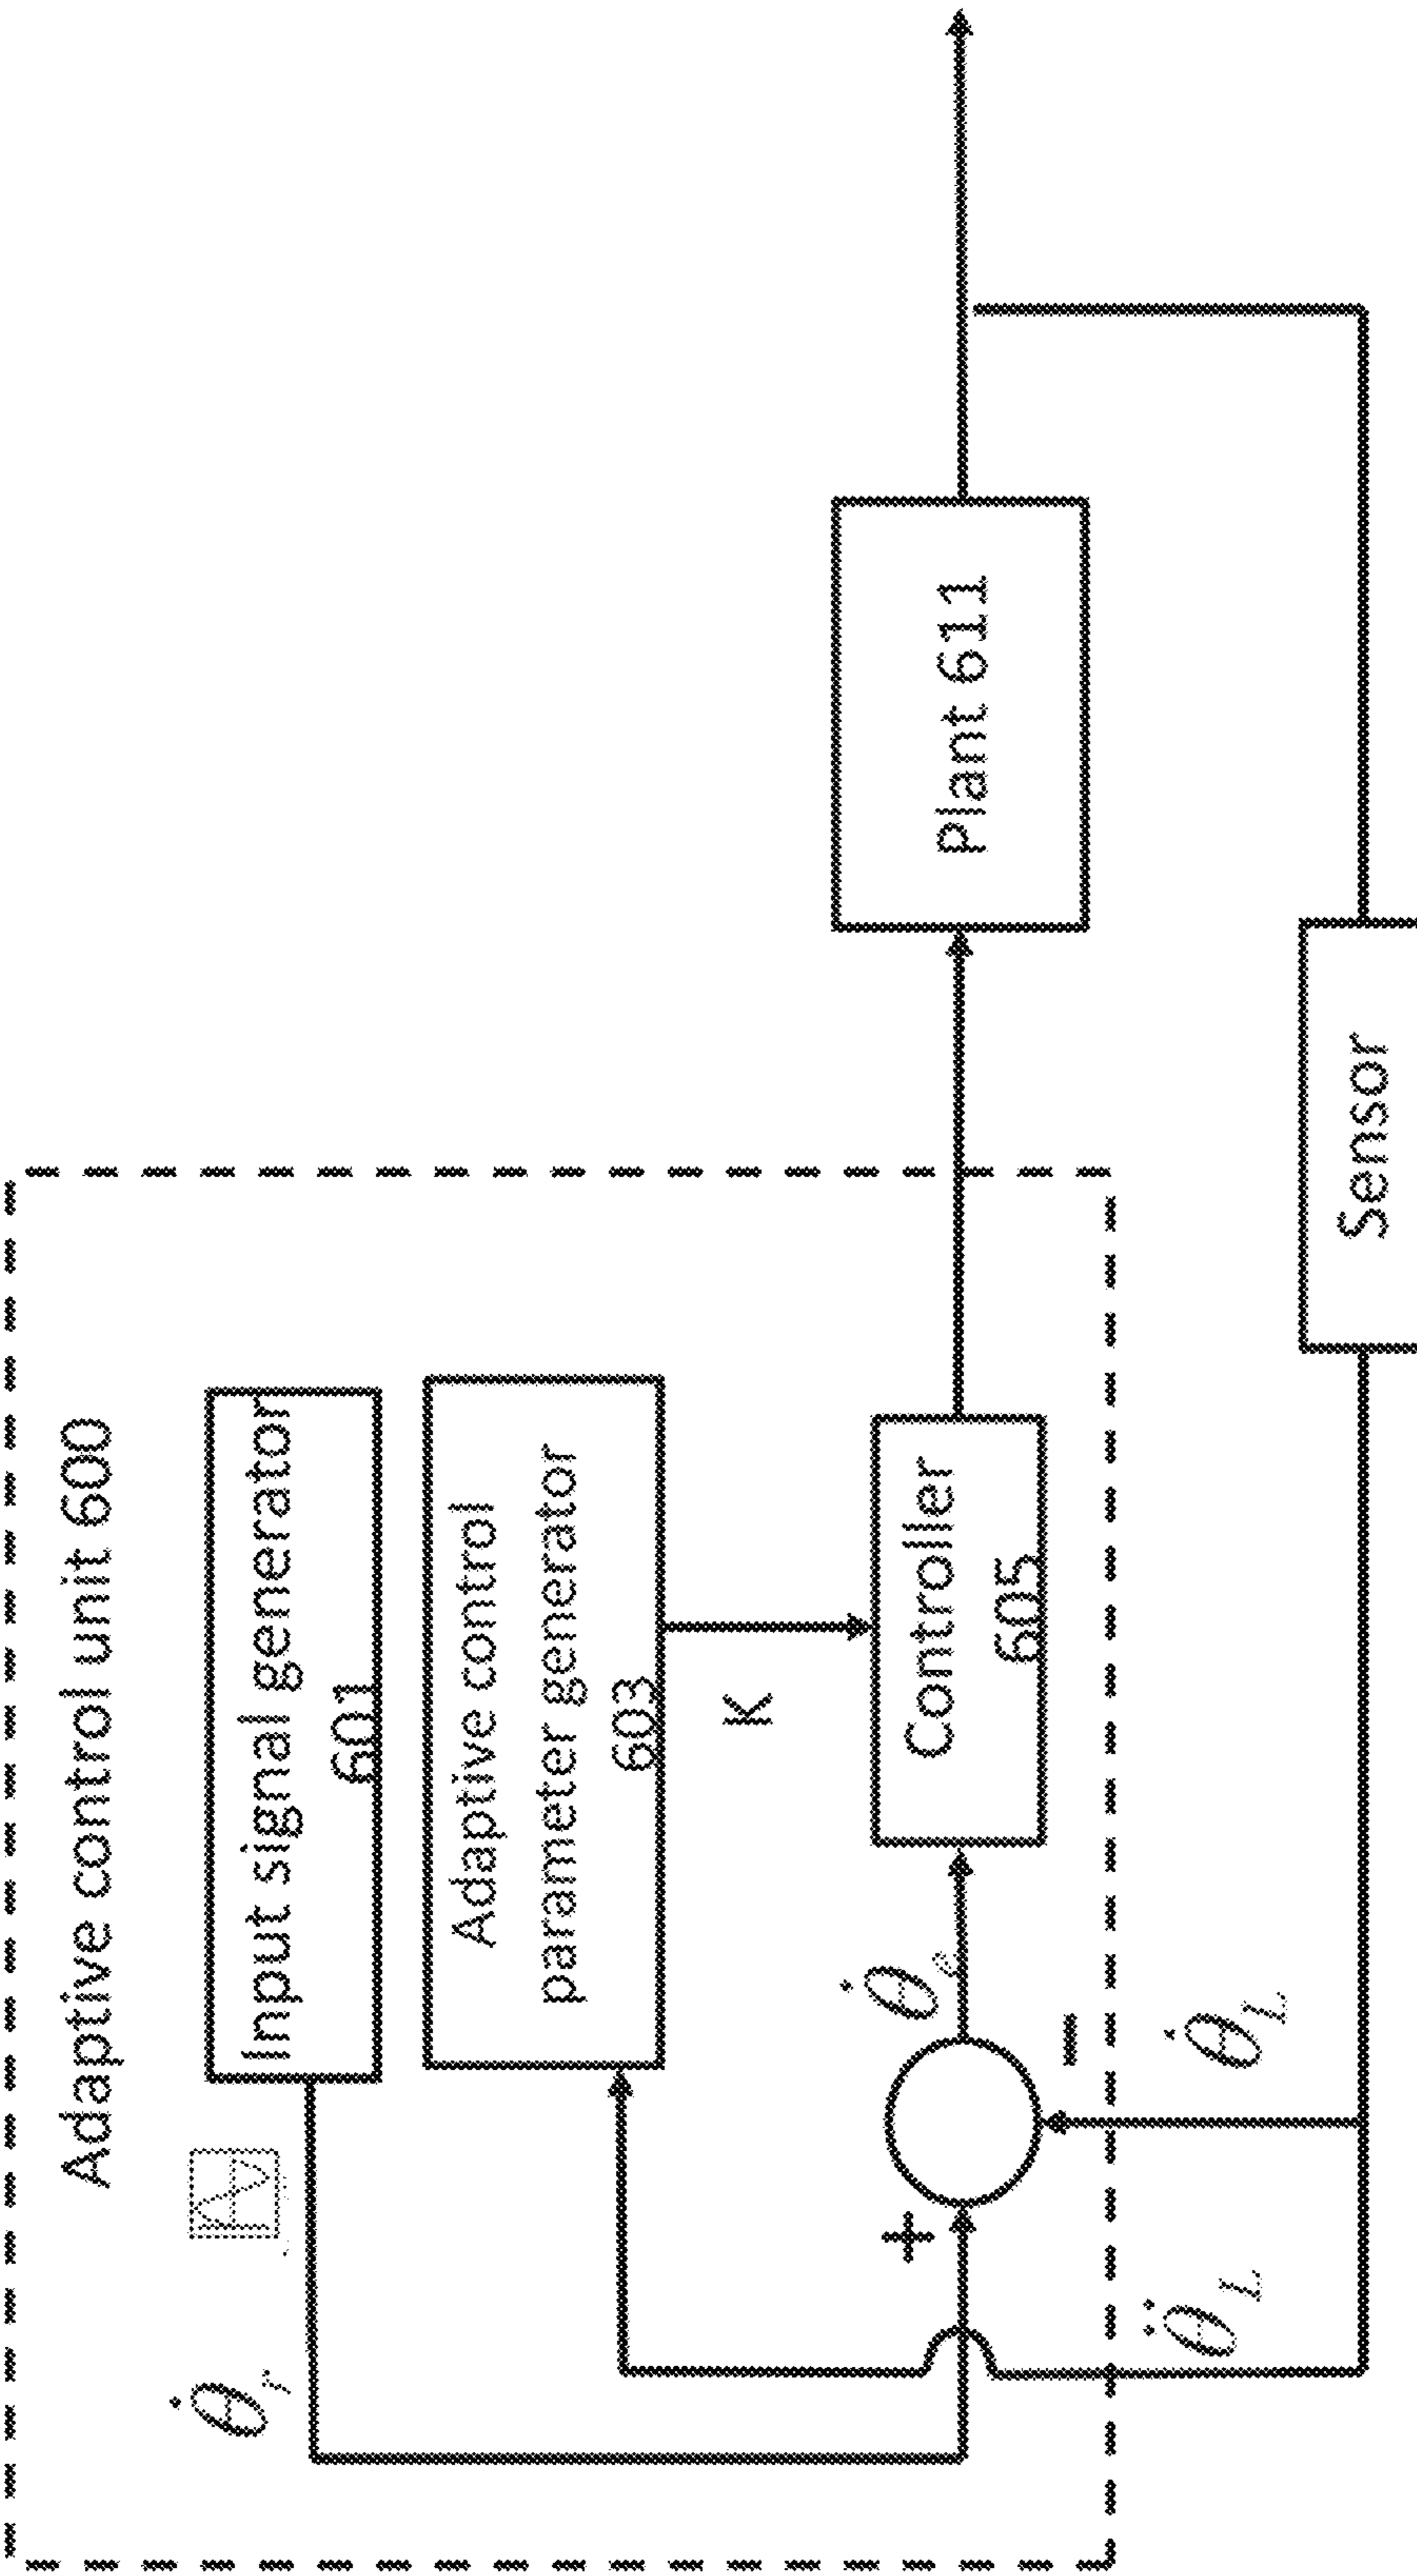 Adaptive control unit 600
Input signal generator
601
θ̇r
Adaptive control
parameter generator
603
K
Controller
605
θ̇e
+
−
θ̇L
θ̈L
Plant 611
Sensor